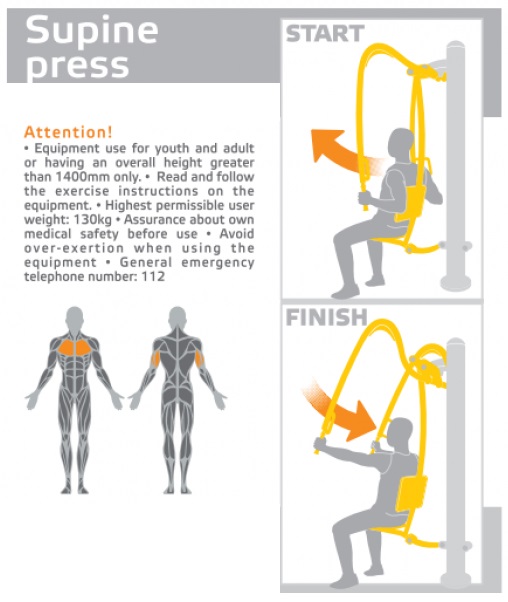 Supine
press
START
Attention!
• Equipment use for youth and adult
or having an overall height greater
than 1400mm only. • Read and follow
the exercise instructions on the
equipment. • Highest permissible user
weight: 130kg • Assurance about own
medical safety before use • Avoid
over-exertion when using the
equipment • General emergency
telephone number: 112
FINISH